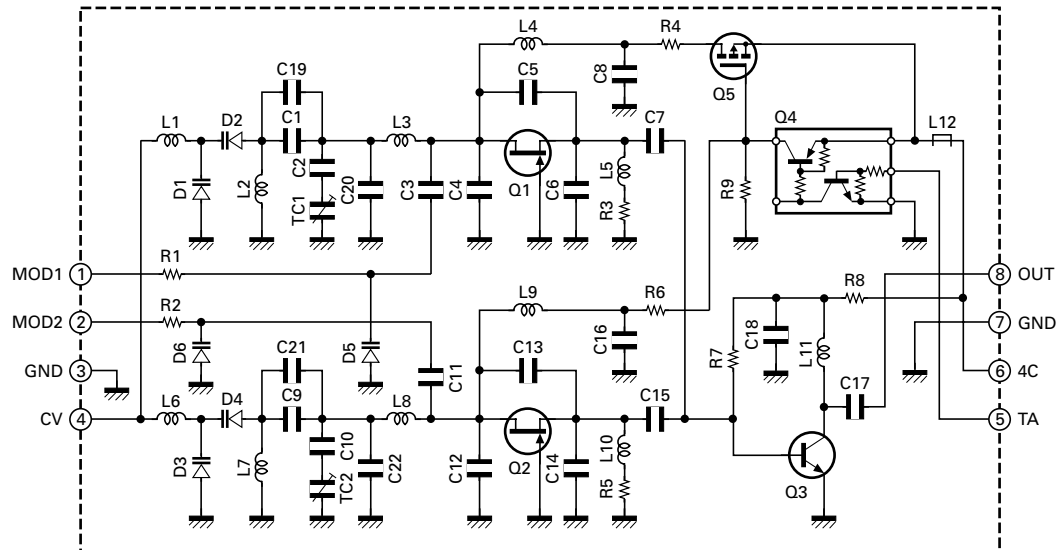 L4
R4
C19
C5
C8
Q5
Q4
L1
D2
C1
L3
C7
L12
D1
L2
C2
TC1
C20
C3
C4
Q1
C6
L5
R3
R9
MOD1 1
R1
8 OUT
MOD2 2
R2
L9
R6
R8
7 GND
GND 3
D6
C21
D5
C11
C13
C16
R7
C18
L11
6 4C
CV 4
L6
D4
C9
L8
C15
C17
5 TA
D3
L7
C10
TC2
C22
C12
Q2
C14
L10
R5
Q3